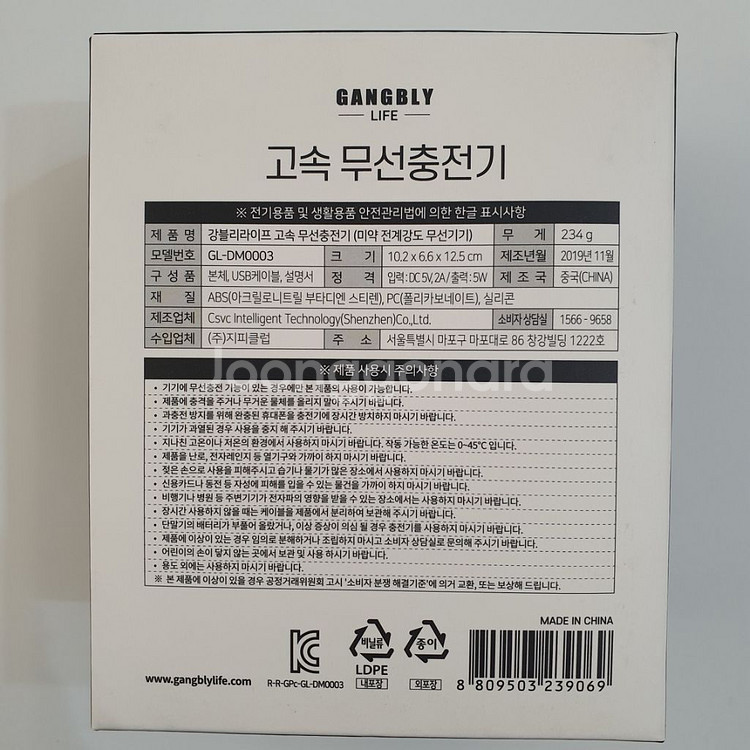 GANGBLY
LIFE
고속 무선충전기
※ 전기용품 및 생활용품 안전관리법에 의한 한글 표시사항
제 품 명 강블리라이프 고속 무선충전기 (미약 전계강도 무선기기) 무 게 234 g
모델번호 GL-DM0003 크 기 10.2 x 6.6 x 12.5 cm 제조년월 2019년 11월
구 성 품 본체, USB케이블, 설명서 정 격 입력 : DC 5V, 2A / 출력 : 5W 제 조 국 중국(CHINA)
재 질 ABS(아크릴로니트릴 부타디엔 스티렌), PC(폴리카보네이트), 실리콘
제조업체 Csvc Intelligent Technology(Shenzhen)Co.,Ltd. 소비자 상담실 1566 - 9658
수입업체 (주)지피클럽 주 소 서울특별시 마포구 마포대로 86 창강빌딩 1222호
※ 제품 사용시 주의사항
joonggonara
• 기기에 무선충전 기능이 있는 경우에만 본 제품의 사용이 가능합니다.
• 제품에 충격을 주거나 무거운 물체를 올리지 말아 주시기 바랍니다.
• 과충전 방지를 위해 완충된 휴대폰을 충전기에 장시간 방치하지 마시기 바랍니다.
• 기기가 과열된 경우 사용을 중지 해 주시기 바랍니다.
• 지나친 고온이나 저온의 환경에서 사용하지 마시기 바랍니다. 작동 가능한 온도는 0~45℃ 입니다.
• 제품을 난로, 전자레인지 등 열기구와 가까이 하지 마시기 바랍니다.
• 젖은 손으로 사용을 피해주시고 습기나 물기가 많은 장소에서 사용하지 마시기 바랍니다.
• 신용카드나 동전 등 자성에 피해를 입을 수 있는 물건을 가까이 하지 마시기 바랍니다.
• 비행기나 병원 등 주변기기가 전자파의 영향을 받을 수 있는 장소에서는 사용하지 마시기 바랍니다.
• 장시간 사용하지 않을 때는 케이블을 제품에서 분리하여 보관해 주시기 바랍니다.
• 단말기의 배터리가 부풀어 올랐거나, 이상 증상이 의심 될 경우 충전기를 사용하지 마시기 바랍니다.
• 제품에 이상이 있는 경우 임의로 분해하거나 조립하지 마시고 소비자 상담실로 문의해 주시기 바랍니다.
• 어린이의 손이 닿지 않는 곳에서 보관 및 사용 하시기 바랍니다.
• 용도 외에는 사용하지 마시기 바랍니다.
※ 본 제품에 이상이 있을 경우 공정거래위원회 고시 '소비자 분쟁 해결기준'에 의거 교환, 또는 보상해 드립니다.
MADE IN CHINA
비닐류 종이
LDPE
www.gangblylife.com R-R-GPc-GL-DM0003 내포장 외포장 8 809503 239069